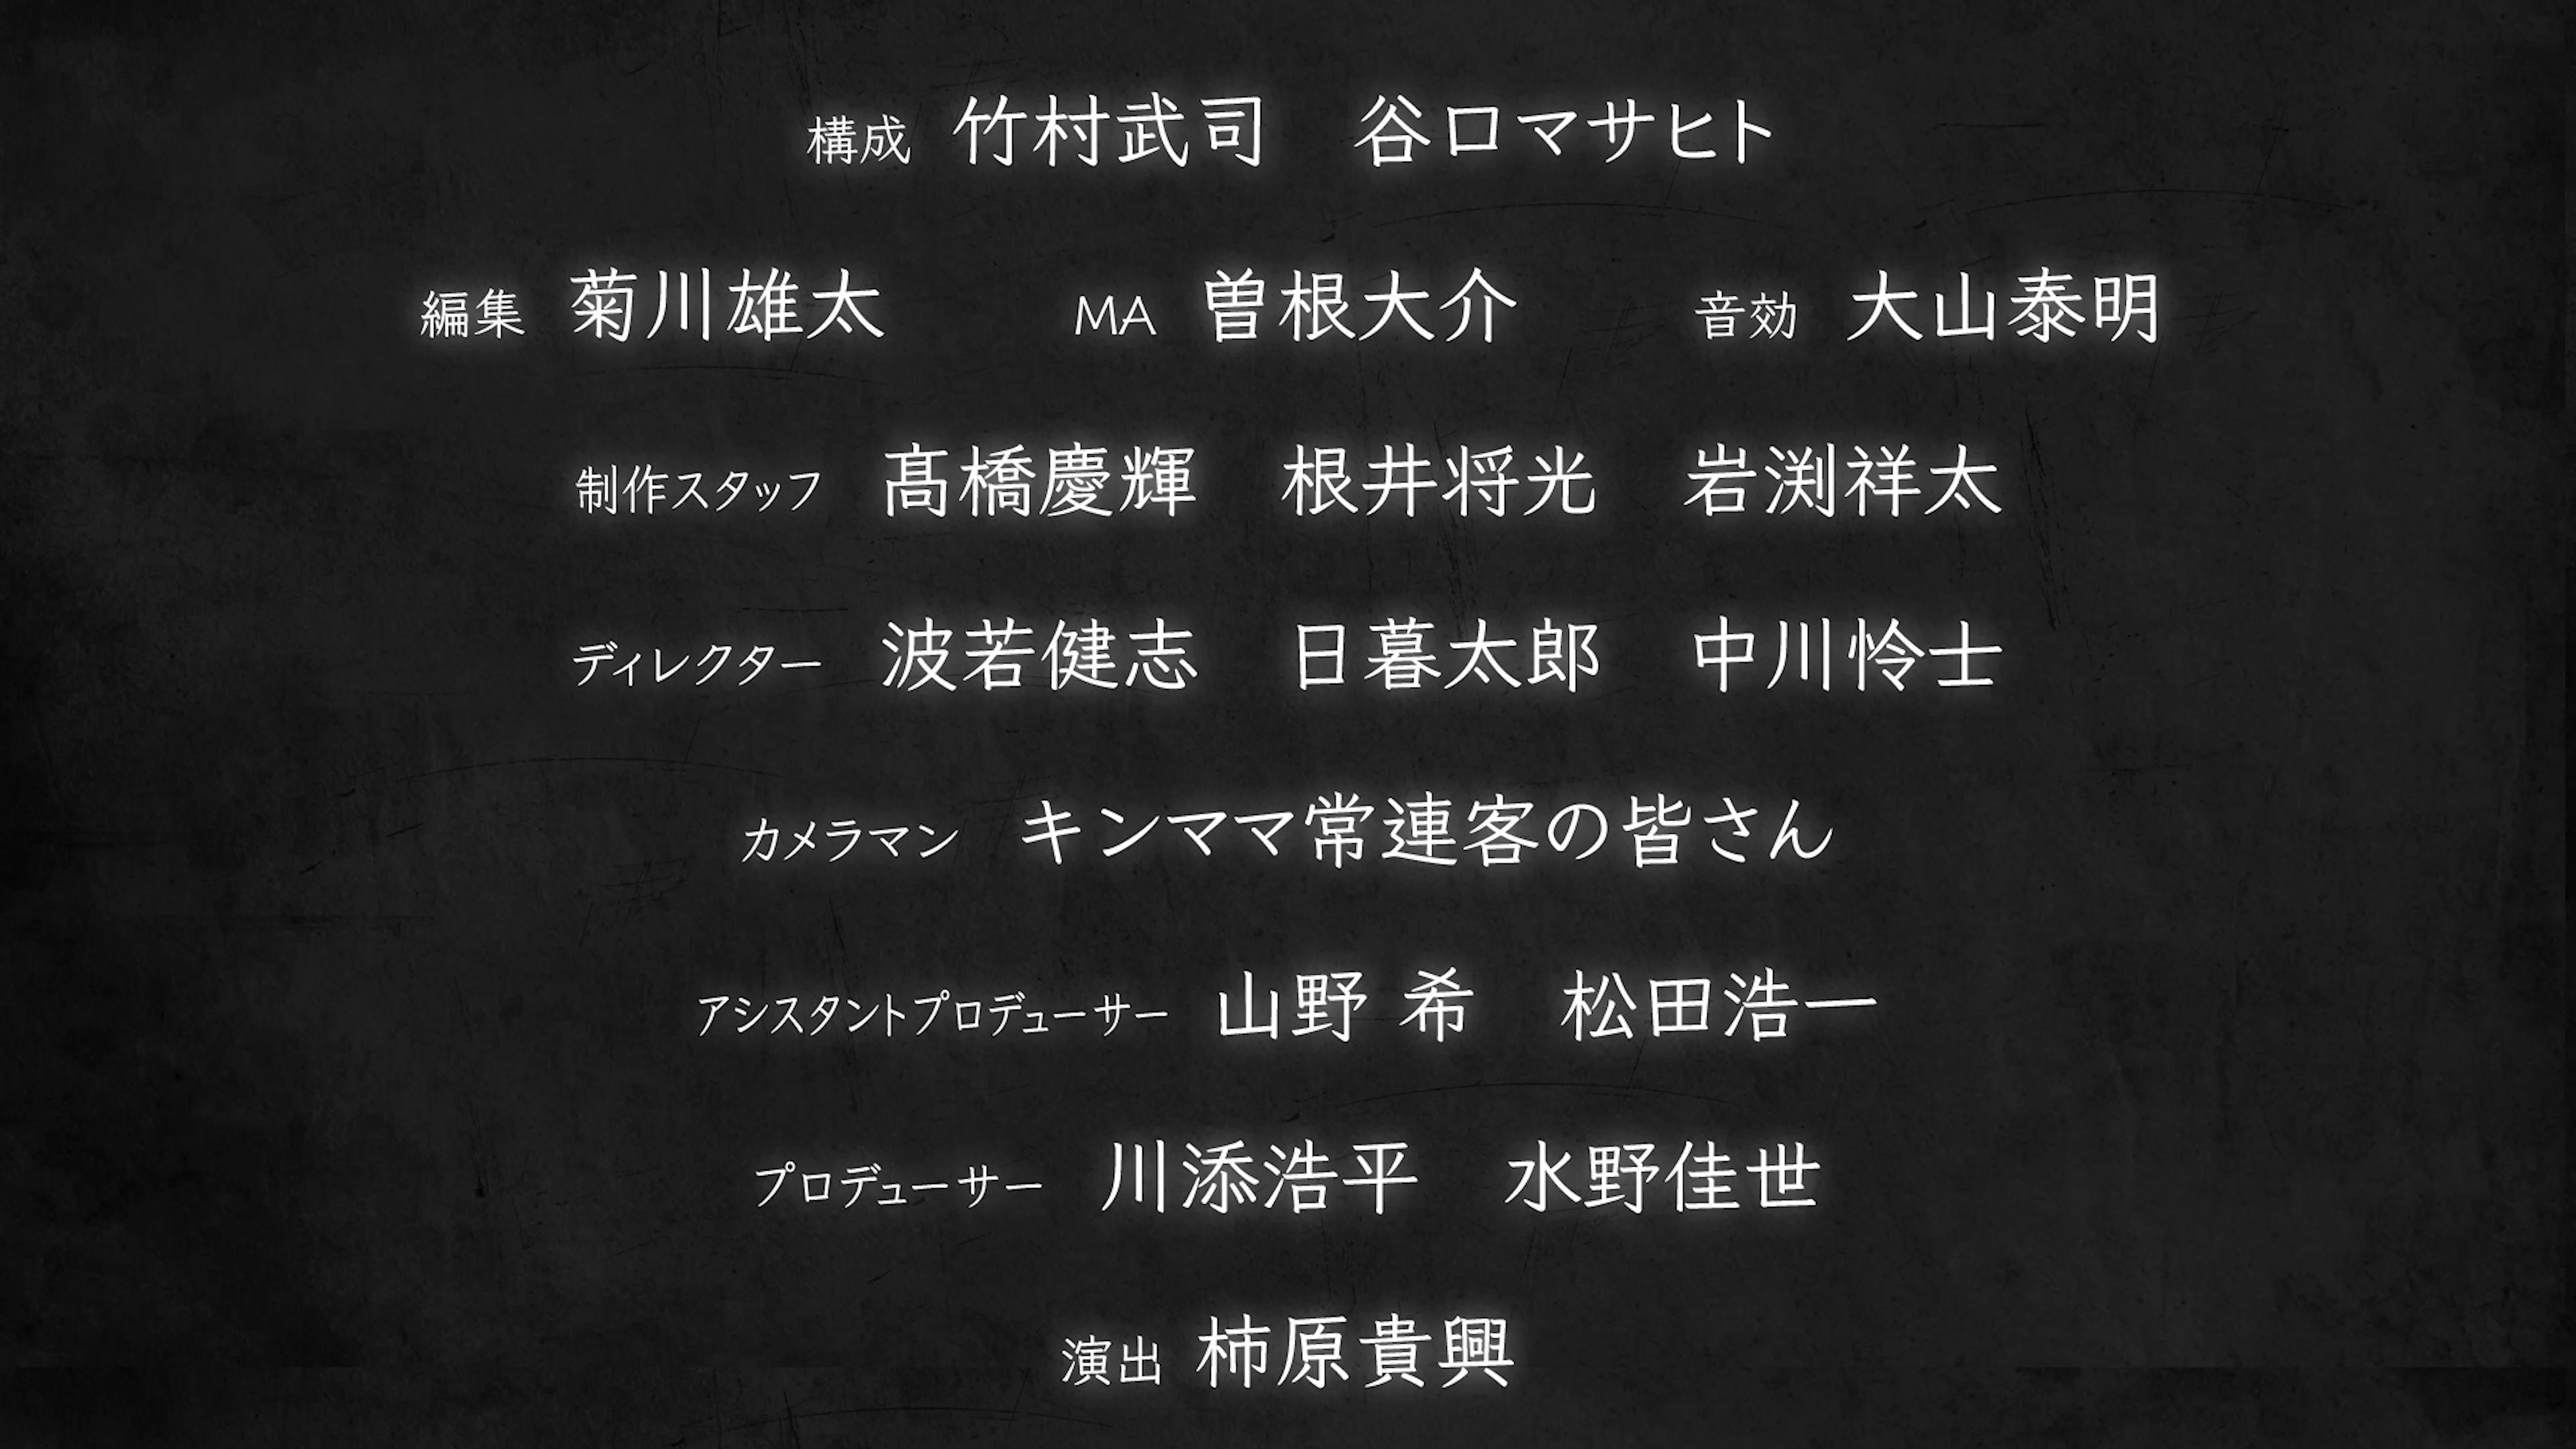 構成 竹村武司 谷口マサヒト
編集 菊川雄太 MA 曽根大介 音効 大山泰明
制作スタッフ 髙橋慶輝 根井将光 岩渕祥太
ディレクター 波若健志 日暮太郎 中川怜士
カメラマン キンママ常連客の皆さん
アシスタントプロデューサー 山野 希 松田浩一
プロデューサー 川添浩平 水野佳世
演出 柿原貴興